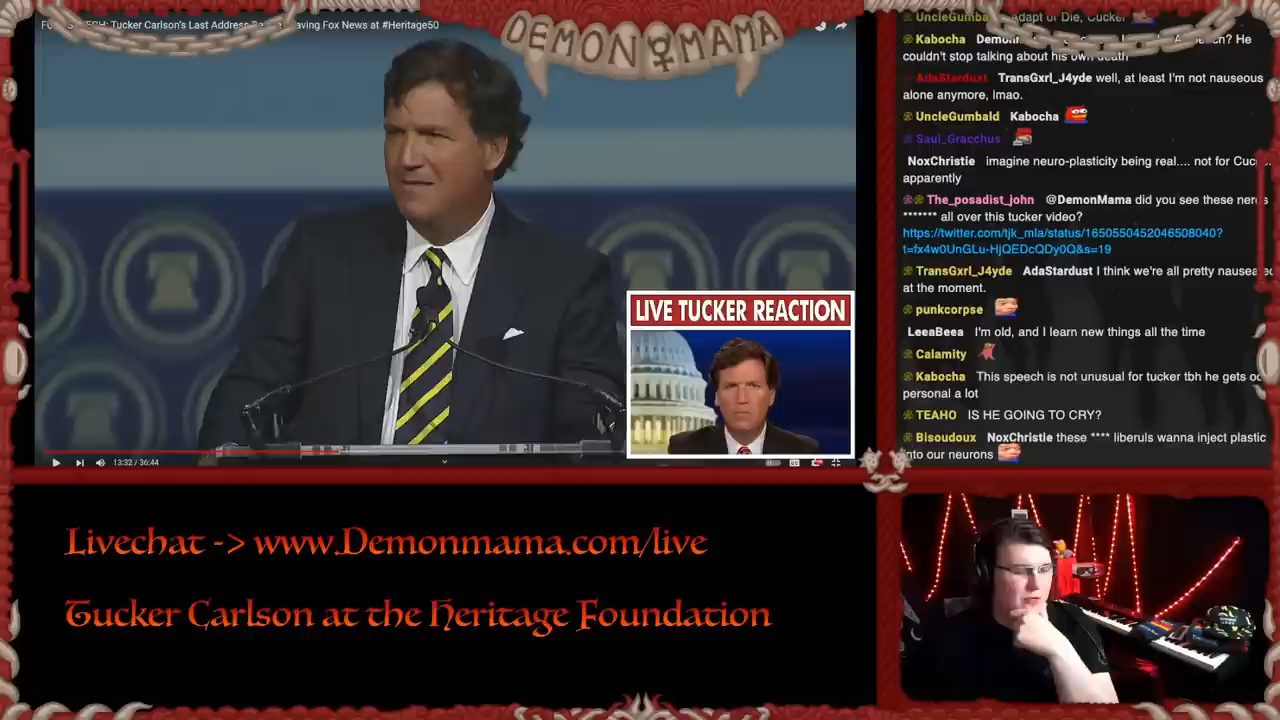 Tucker Carlson's Last Address
aving Fox News at #Heritage50
DEMON MAMA
LIVE TUCKER REACTION
13:32 / 36:44
UncleGumba Adapt or Die, Cucker
Kabocha
He
couldn't stop talking about his own death
AdaStardust TransGxrl_J4yde well, at least I'm not nauseous
alone anymore, lmao.
UncleGumbald Kabocha
Saul_Gracchus
NoxChristie imagine neuro-plasticity being real.... not for
apparently
The_posadist_john @DemonMama did you see these
******* all over this tucker video?
https://twitter.com/tjk_mla/status/1650550452046508040?
t=fx4w0UnGLu-HjQEDcQDy0Q&s=19
TransGxrl_J4yde AdaStardust I think we're all pretty
at the moment.
punkcorpse
LeeaBeea I'm old, and I learn new things all the time
Calamity
Kabocha This speech is not unusual for tucker tbh he gets
personal a lot
TEAHO IS HE GOING TO CRY?
Bisoudoux NoxChristie these **** liberuls wanna inject plastic
into our neurons
Livechat -> www.Demonmama.com/live
Tucker Carlson at the Heritage Foundation